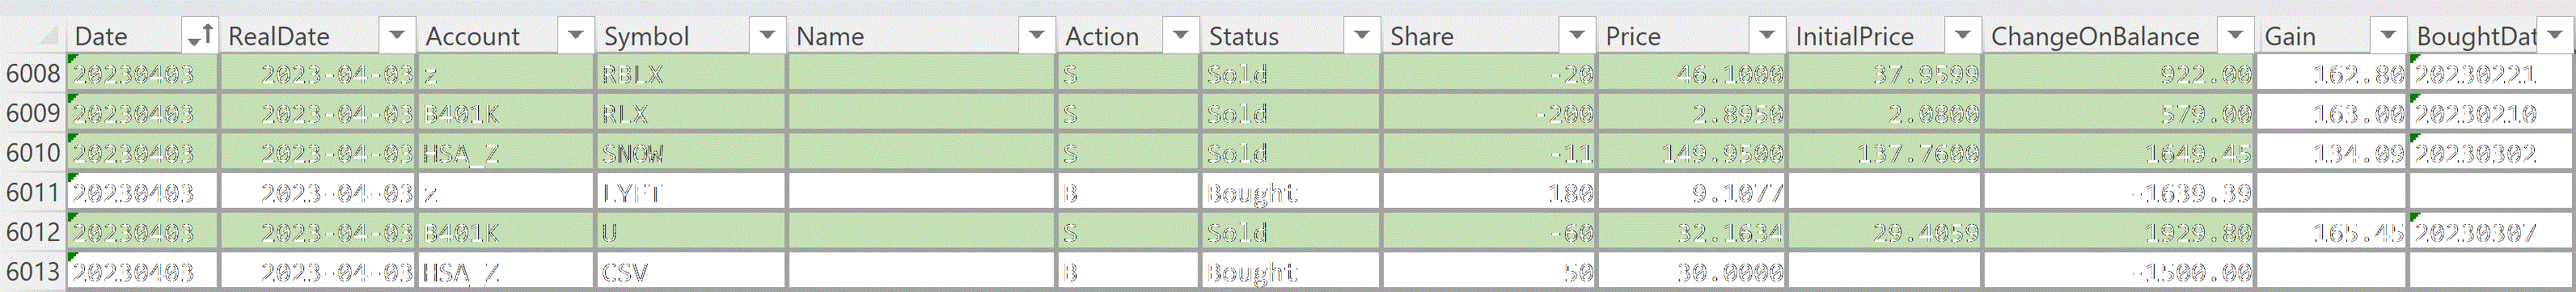 Date RealDate Account Symbol Name Action Status Share Price InitialPrice ChangeOnBalance Gain BoughtDat
6008 20230403 2023-04-03 z RBLX S Sold -20 46.1000 37.9599 922.00 162.80 20230221
6009 20230403 2023-04-03 B401K RLX S Sold -200 2.8950 2.0800 579.00 163.00 20230210
6010 20230403 2023-04-03 HSA_Z SNOW S Sold -11 149.9500 137.7600 1649.45 134.09 20230302
6011 20230403 2023-04-03 z LYFT B Bought 180 9.1077 -1639.39
6012 20230403 2023-04-03 B401K U S Sold -60 32.1634 29.4059 1929.80 165.45 20230307
6013 20230403 2023-04-03 HSA_Z CSV B Bought 50 30.0000 -1500.00